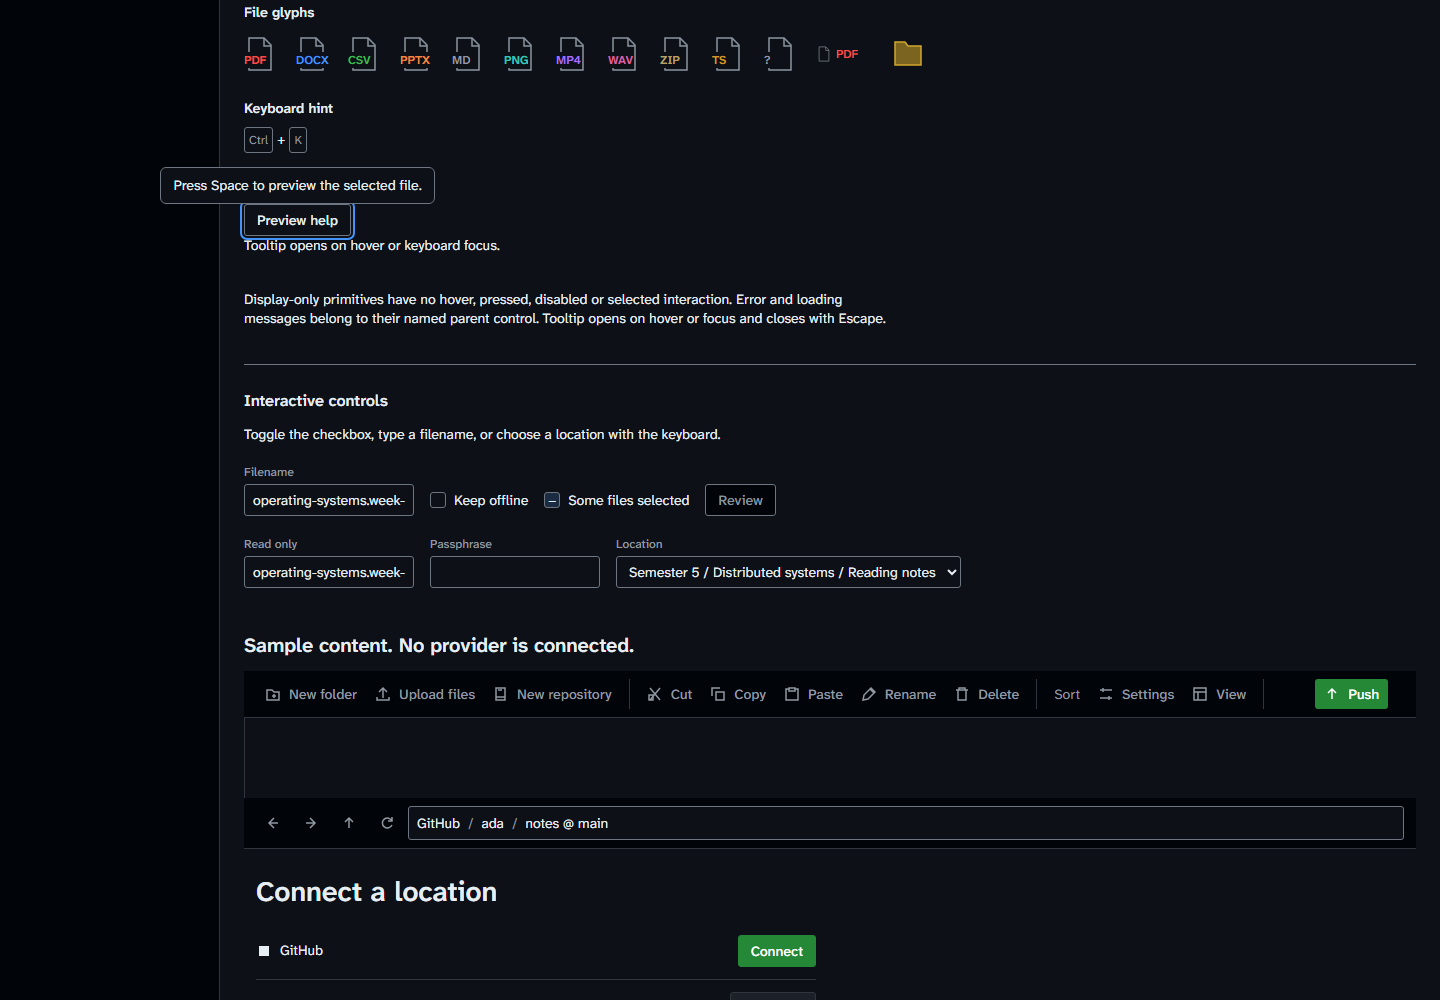 File glyphs
PDF DOCX CSV PPTX MD PNG MP4 WAV ZIP TS ? PDF
Keyboard hint
Ctrl + K
Press Space to preview the selected file.
Preview help
Tooltip opens on hover or keyboard focus.
Display-only primitives have no hover, pressed, disabled or selected interaction. Error and loading
messages belong to their named parent control. Tooltip opens on hover or focus and closes with Escape.
Interactive controls
Toggle the checkbox, type a filename, or choose a location with the keyboard.
Filename
operating-systems.week- Keep offline Some files selected Review
Read only Passphrase Location
operating-systems.week- Semester 5 / Distributed systems / Reading notes
Sample content. No provider is connected.
New folder Upload files New repository Cut Copy Paste Rename Delete Sort Settings View Push
GitHub / ada / notes @ main
Connect a location
GitHub Connect